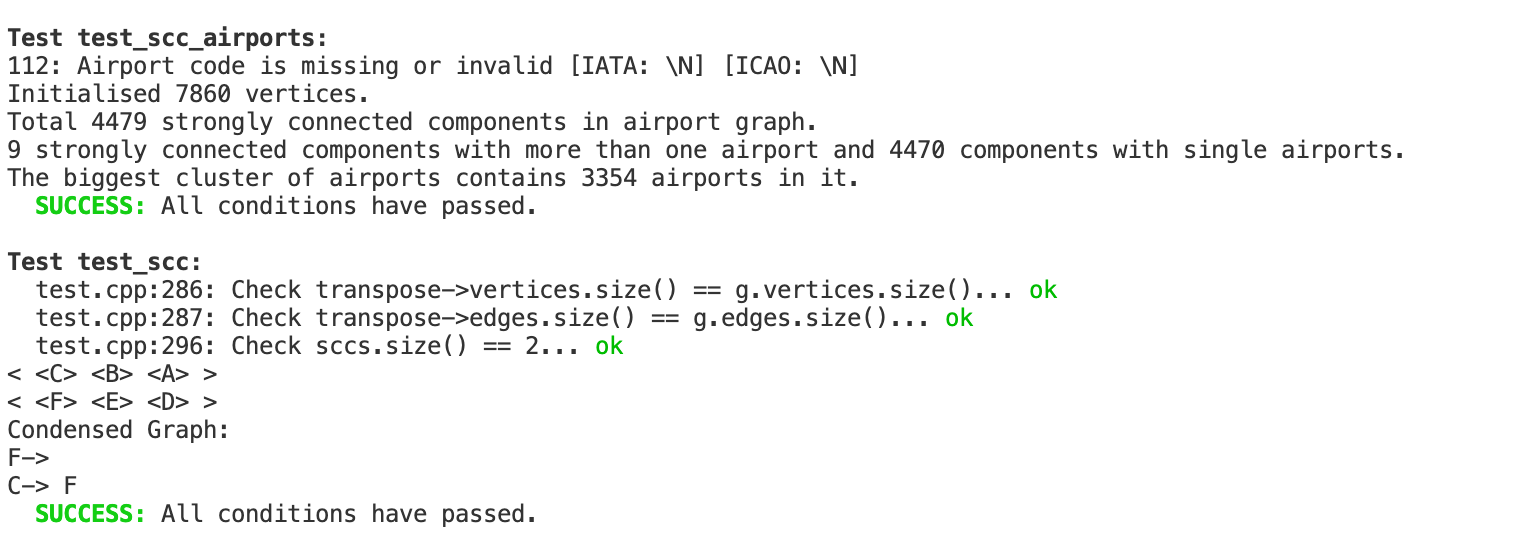 Test test_scc_airports:
112: Airport code is missing or invalid [IATA: \N] [ICAO: \N]
Initialised 7860 vertices.
Total 4479 strongly connected components in airport graph.
9 strongly connected components with more than one airport and 4470 components with single airports.
The biggest cluster of airports contains 3354 airports in it.
  SUCCESS: All conditions have passed.

Test test_scc:
  test.cpp:286: Check transpose->vertices.size() == g.vertices.size()... ok
  test.cpp:287: Check transpose->edges.size() == g.edges.size()... ok
  test.cpp:296: Check sccs.size() == 2... ok
< <C> <B> <A> >
< <F> <E> <D> >
Condensed Graph:
F->
C-> F
  SUCCESS: All conditions have passed.